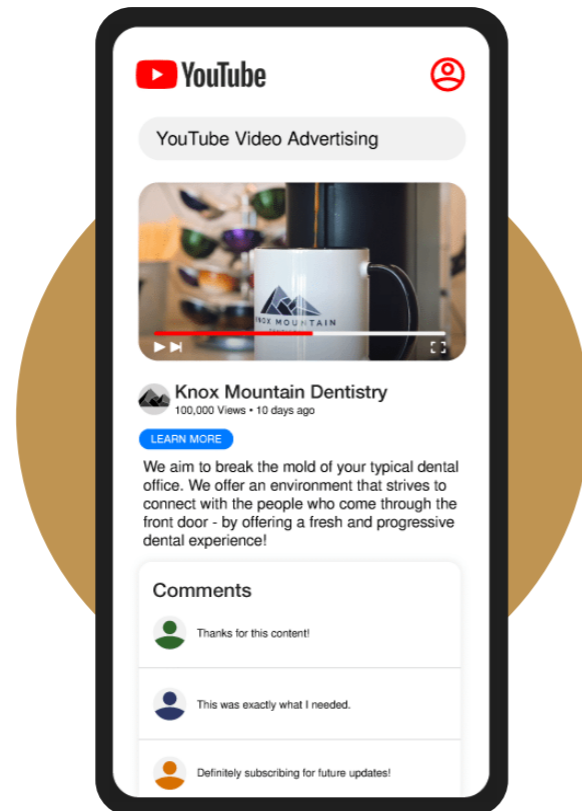 YouTube
YouTube Video Advertising
KNOX MOUNTAIN
Knox Mountain Dentistry
100,000 Views • 10 days ago
LEARN MORE
We aim to break the mold of your typical dental
office. We offer an environment that strives to
connect with the people who come through the
front door - by offering a fresh and progressive
dental experience!
Comments
Thanks for this content!
This was exactly what I needed.
Definitely subscribing for future updates!